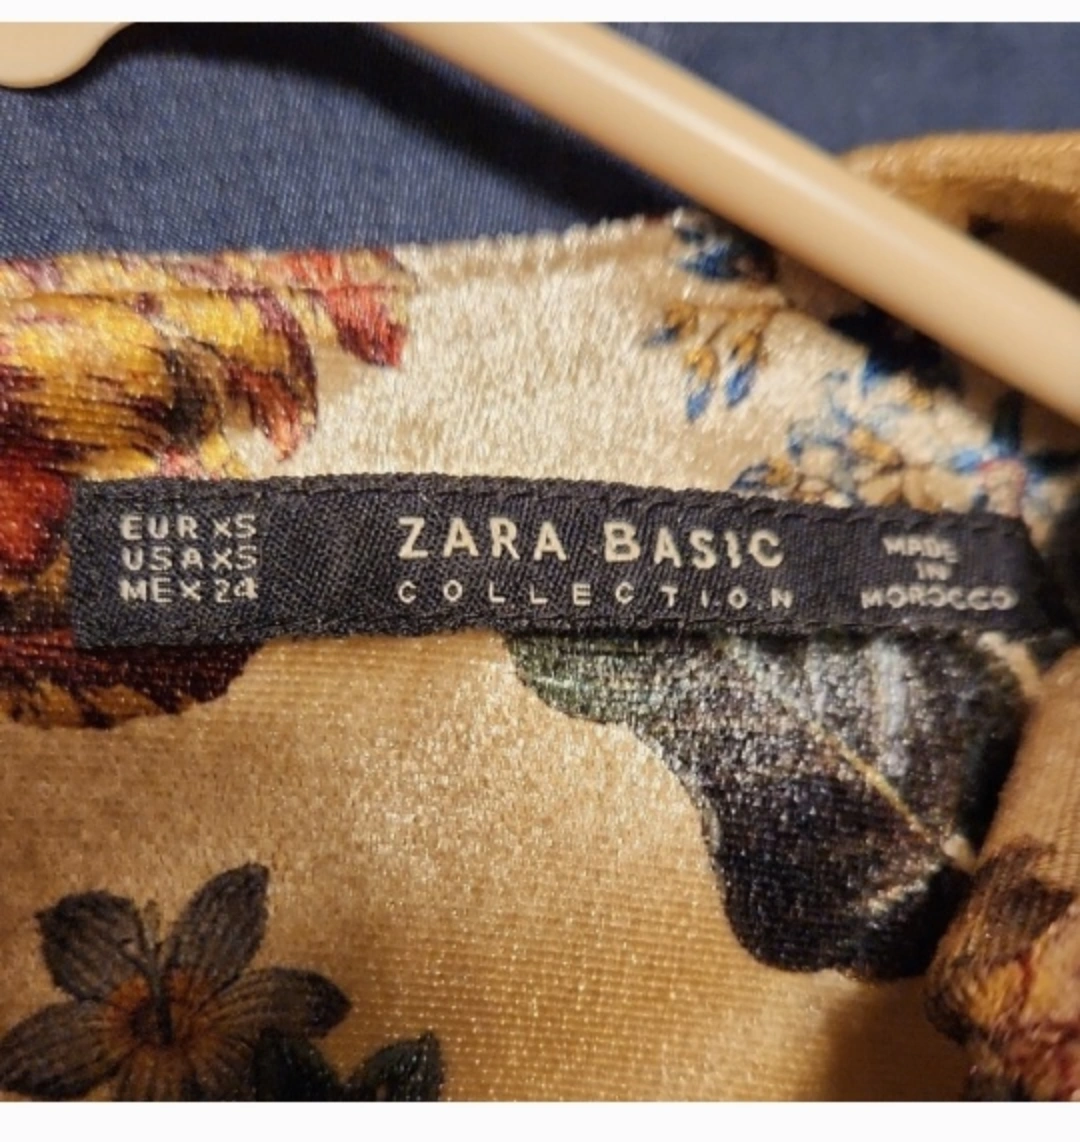 EUR XS
USA XS
MEX 24
ZARA BASIC
COLLECTION
MADE
IN
MOROCCO